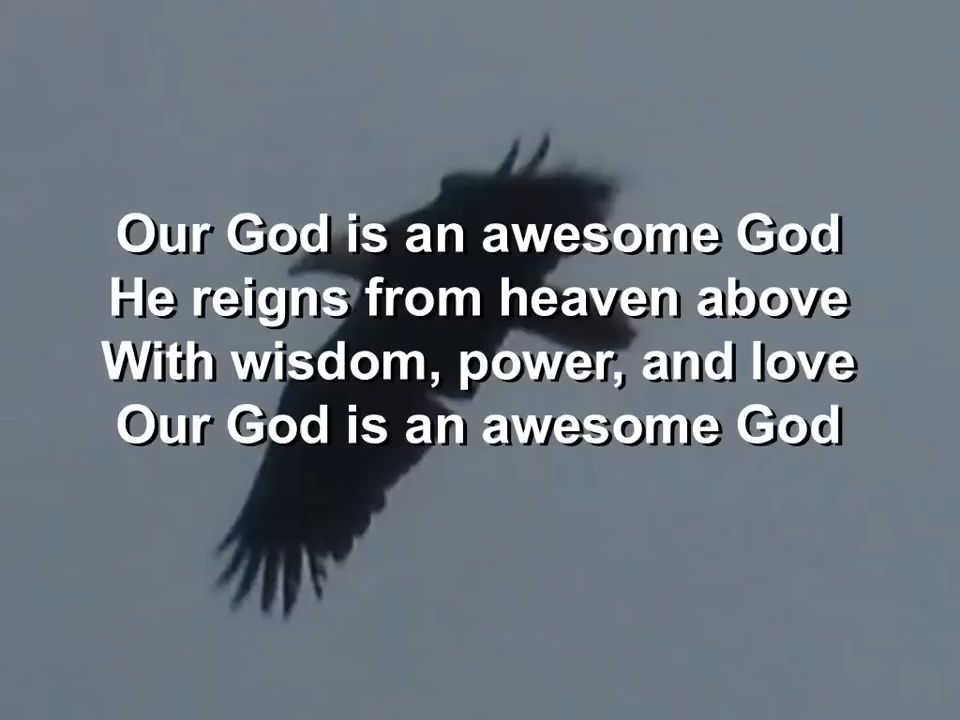 Our God is an awesome God
He reigns from heaven above
With wisdom, power, and love
Our God is an awesome God